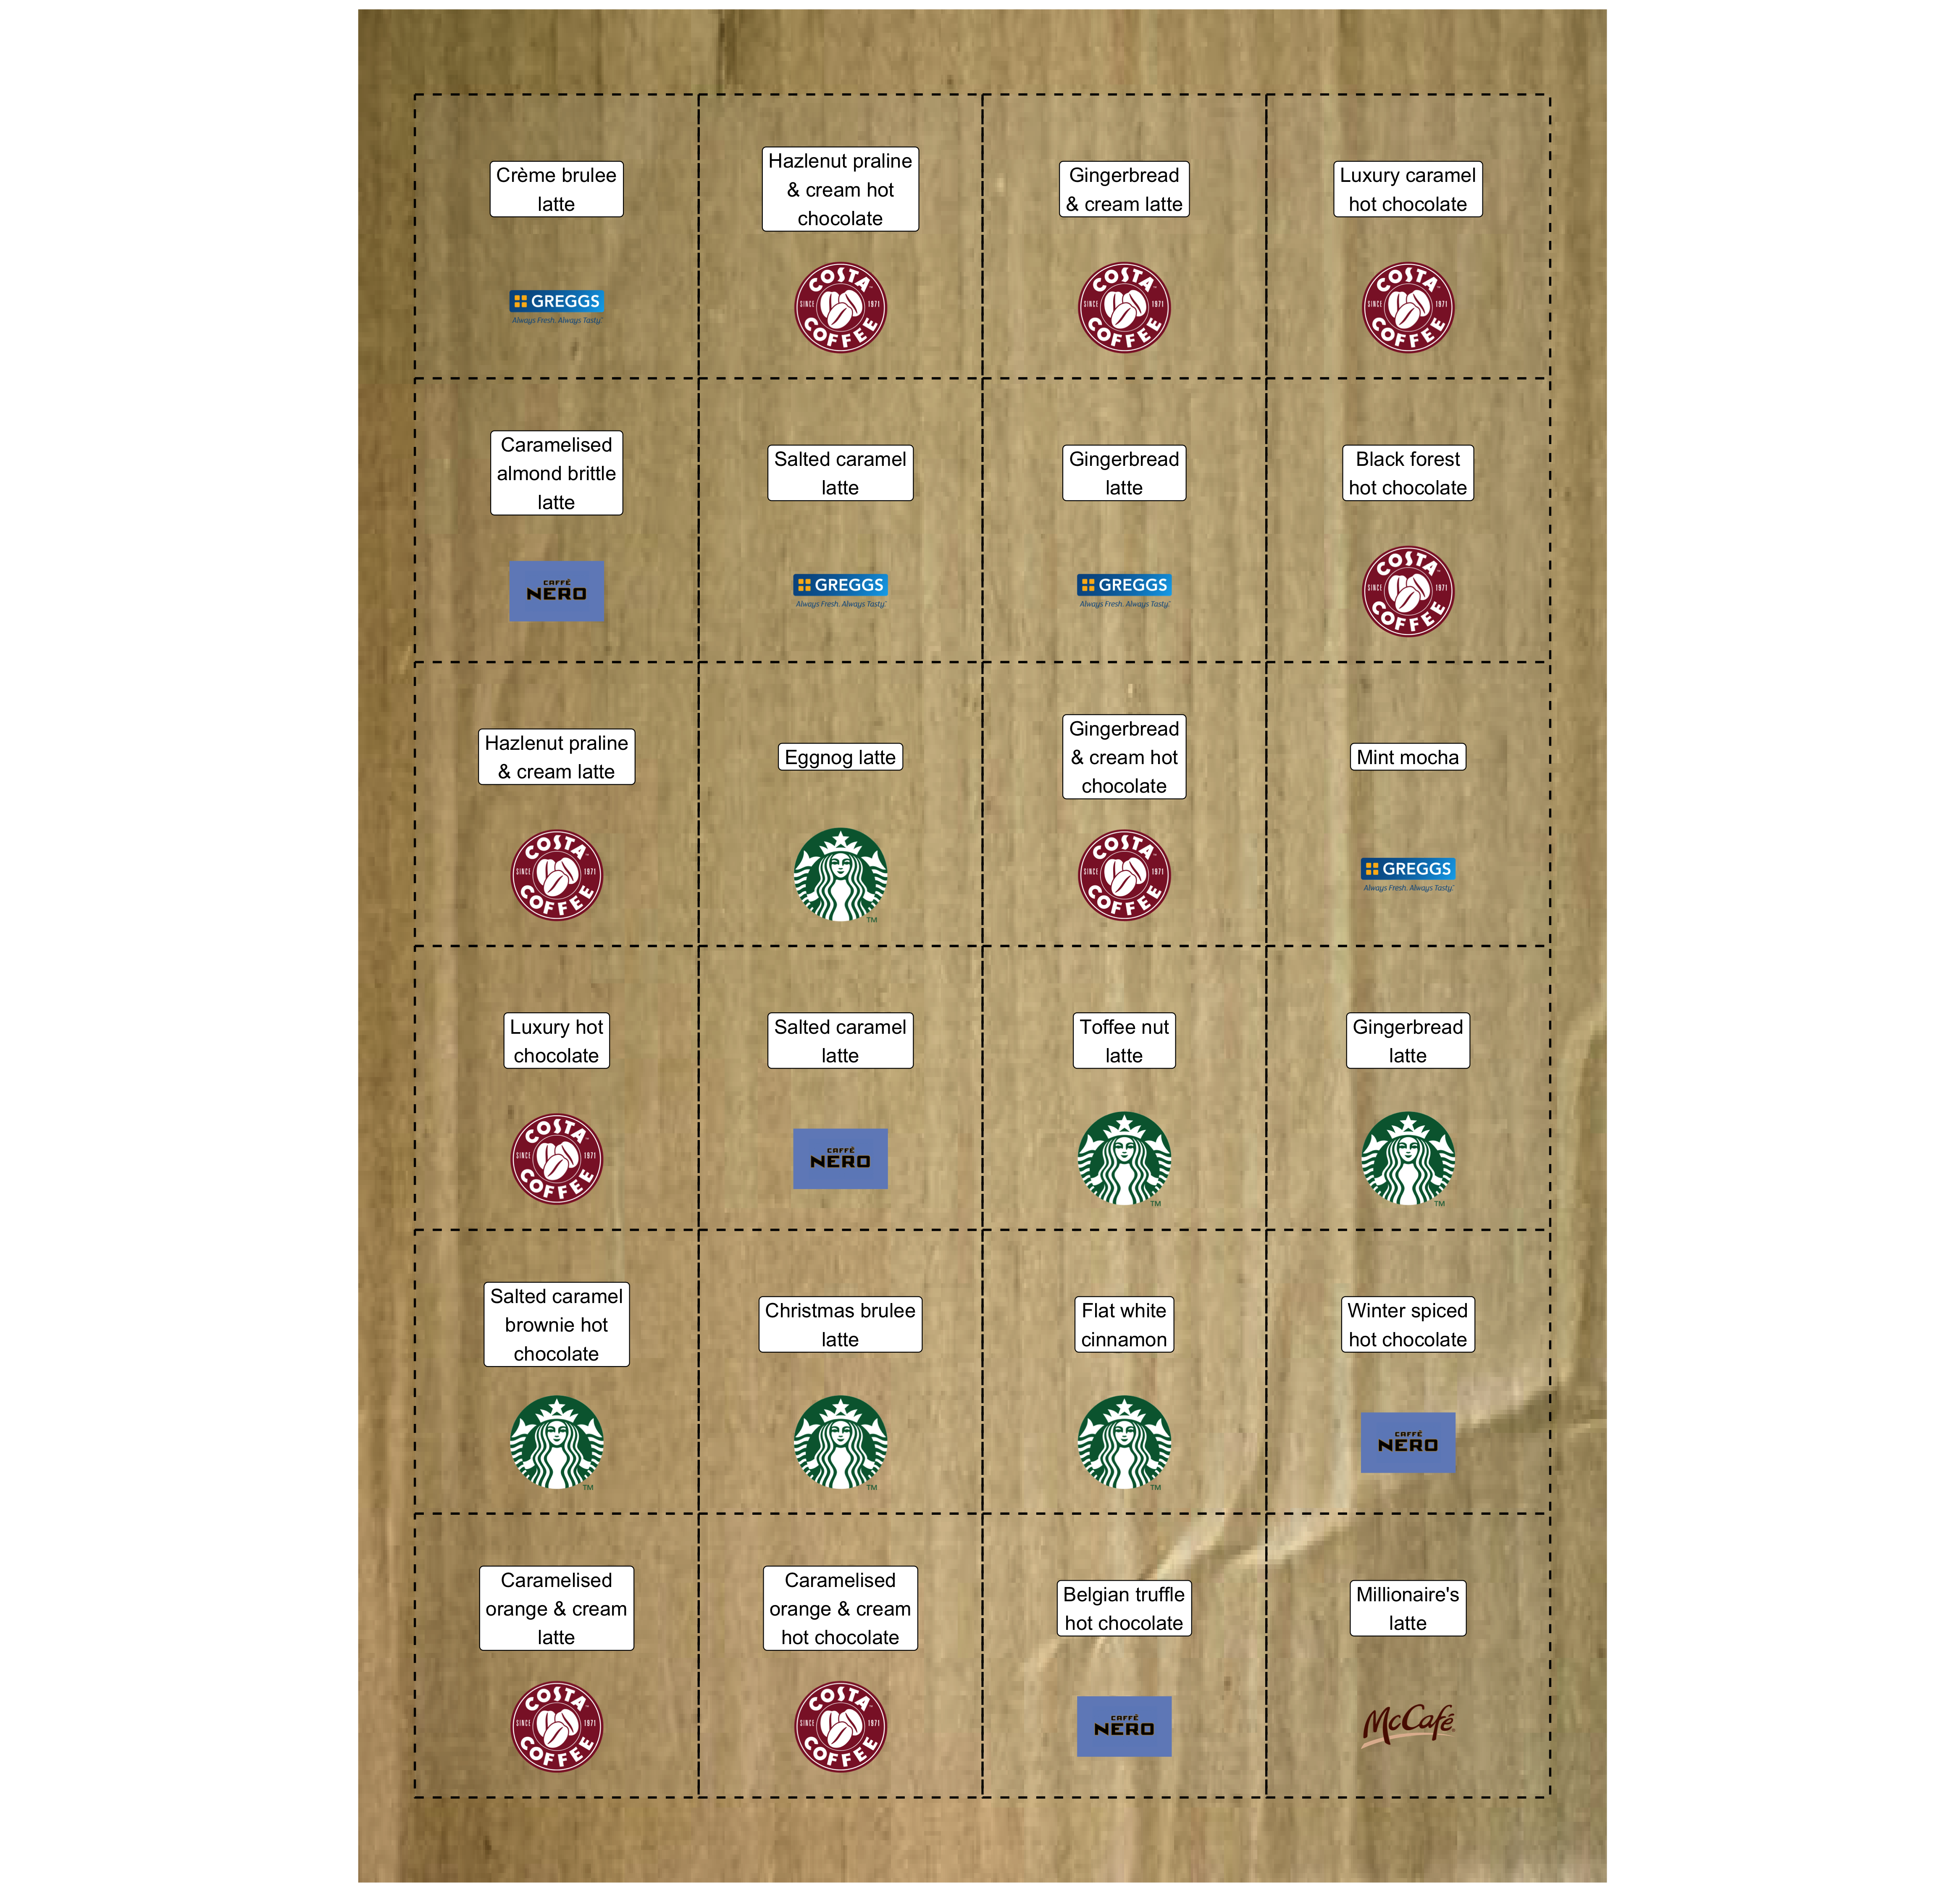 Crème brulee
latte
GREGGS
Always Fresh. Always Tasty.
Hazlenut praline
& cream hot
chocolate
COSTA
SINCE 1971
COFFEE
Gingerbread
& cream latte
COSTA
SINCE 1971
COFFEE
Luxury caramel
hot chocolate
COSTA
SINCE 1971
COFFEE
Caramelised
almond brittle
latte
CAFFÈ
NERO
Salted caramel
latte
GREGGS
Always Fresh. Always Tasty.
Gingerbread
latte
GREGGS
Always Fresh. Always Tasty.
Black forest
hot chocolate
COSTA
SINCE 1971
COFFEE
Hazlenut praline
& cream latte
COSTA
SINCE 1971
COFFEE
Eggnog latte
TM
Gingerbread
& cream hot
chocolate
COSTA
SINCE 1971
COFFEE
Mint mocha
GREGGS
Always Fresh. Always Tasty.
Luxury hot
chocolate
COSTA
SINCE 1971
COFFEE
Salted caramel
latte
CAFFÈ
NERO
Toffee nut
latte
TM
Gingerbread
latte
TM
Salted caramel
brownie hot
chocolate
TM
Christmas brulee
latte
TM
Flat white
cinnamon
TM
Winter spiced
hot chocolate
CAFFÈ
NERO
Caramelised
orange & cream
latte
COSTA
SINCE 1971
COFFEE
Caramelised
orange & cream
hot chocolate
COSTA
SINCE 1971
COFFEE
Belgian truffle
hot chocolate
CAFFÈ
NERO
Millionaire's
latte
McCafé